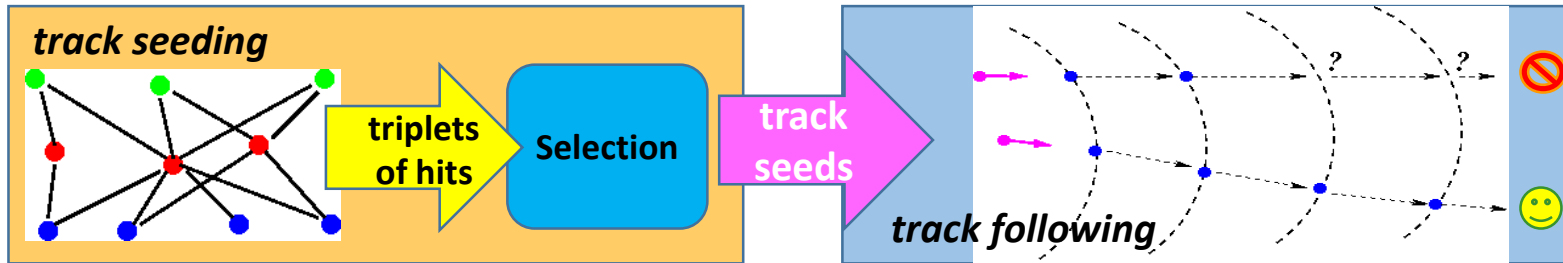 track seeding
triplets
of hits
Selection
track
seeds
track following
?
?